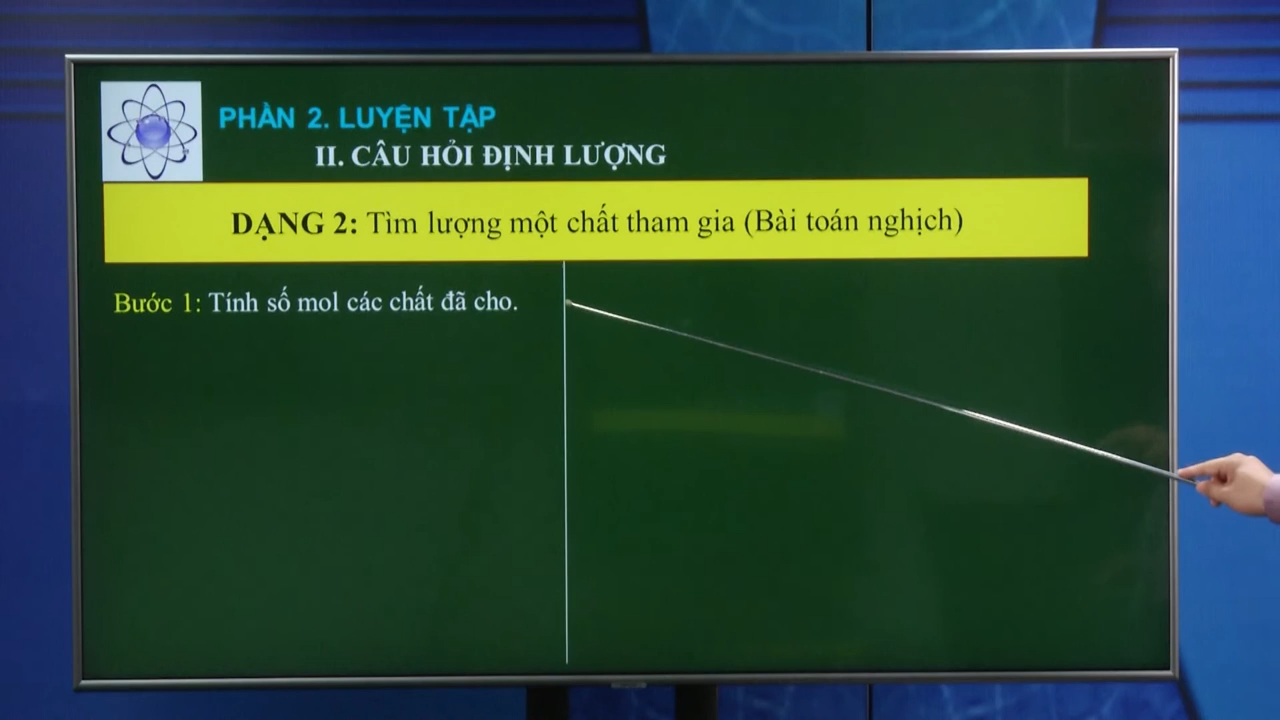 PHẦN 2. LUYỆN TẬP
II. CÂU HỎI ĐỊNH LƯỢNG
DẠNG 2: Tìm lượng một chất tham gia (Bài toán nghịch)
Bước 1: Tính số mol các chất đã cho.